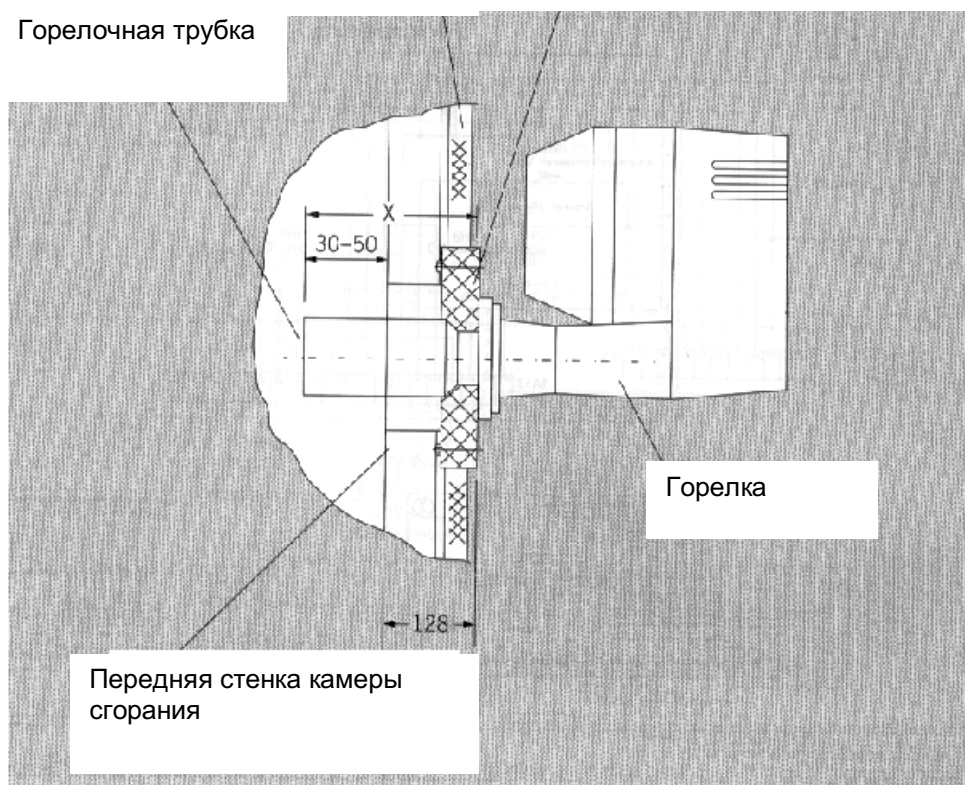 Горелочная трубка
X
30-50
Горелка
128
Передняя стенка камеры
сгорания